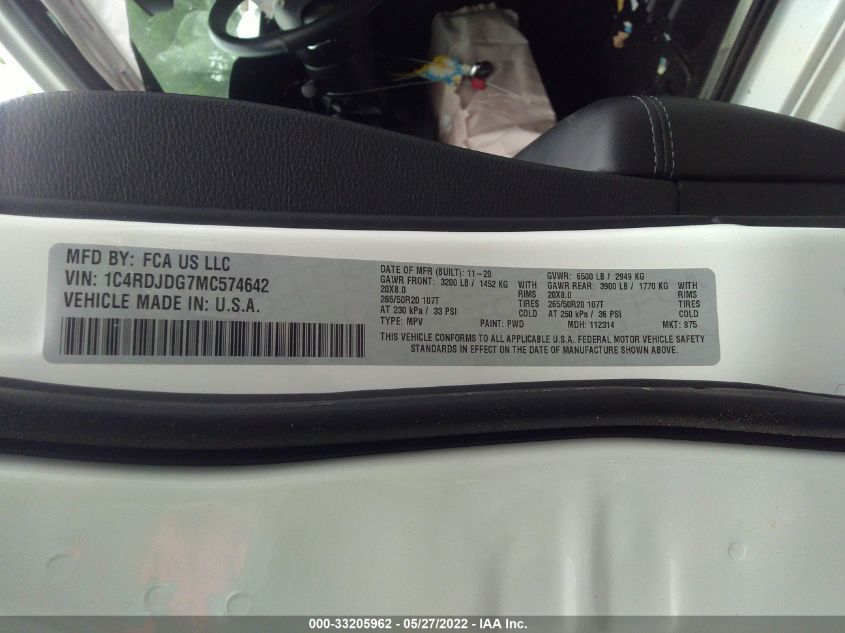 MFD BY: FCA US LLC
VIN: 1C4RDJDG7MC574642
VEHICLE MADE IN: U.S.A.
DATE OF MFR (BUILT): 11-20
GAWR FRONT: 3200 LB / 1452 KG WITH
20X8.0 RIMS
265/50R20 107T TIRES
AT 230 kPa / 33 PSI COLD
TYPE: MPV PAINT: PWD
GVWR: 6500 LB / 2949 KG
GAWR REAR: 3900 LB / 1770 KG WITH
20X8.0 RIMS
265/50R20 107T TIRES
AT 250 kPa / 36 PSI COLD
MDH: 112314 MKT: 875
THIS VEHICLE CONFORMS TO ALL APPLICABLE U.S.A. FEDERAL MOTOR VEHICLE SAFETY
STANDARDS IN EFFECT ON THE DATE OF MANUFACTURE SHOWN ABOVE.
000-33205962 - 05/27/2022 - IAA Inc.